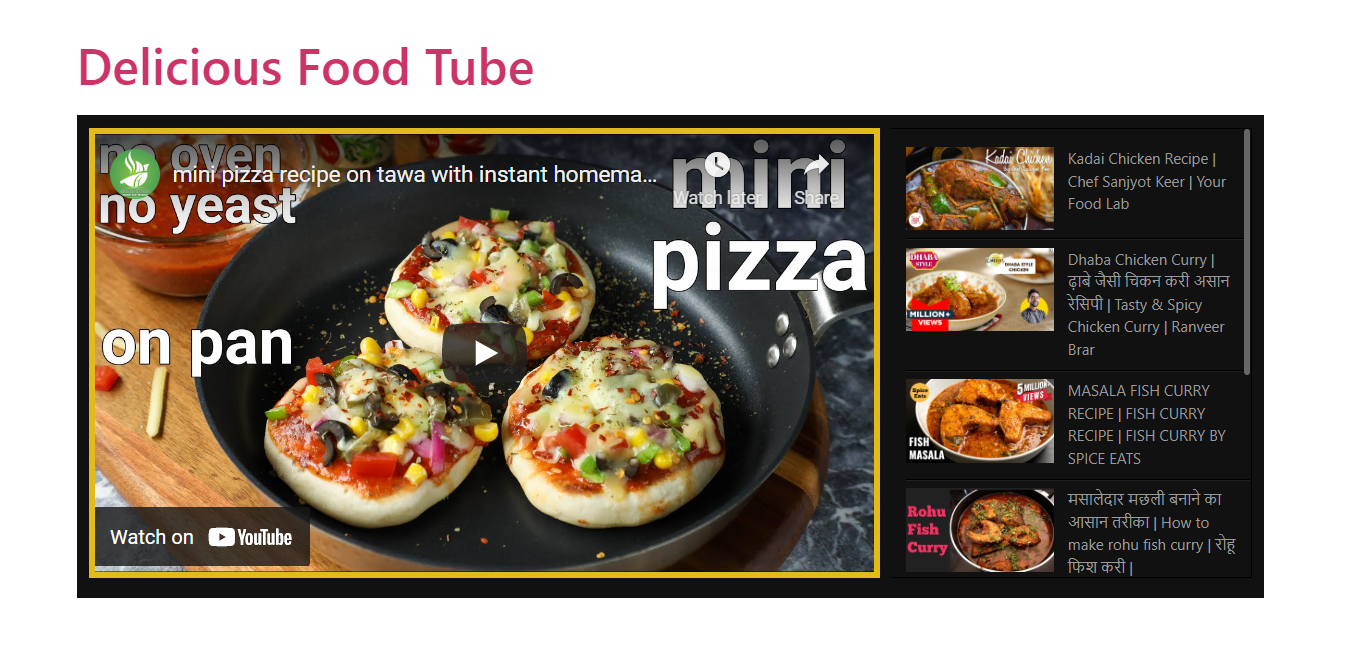 Delicious Food Tube
no oven
mini
mini pizza recipe on tawa with instant homema...
Watch later
Share
no yeast
pizza
on pan
Watch on YouTube
Kadai Chicken
Kadai Chicken Recipe |
Chef Sanjyot Keer | Your
Food Lab
DHABA
STYLE
DHABA STYLE
CHICKEN
MILLION+
VIEWS
Dhaba Chicken Curry |
ढ़ाबे जैसी चिकन करी असान
रेसिपी | Tasty & Spicy
Chicken Curry | Ranveer
Brar
Spice
Eats
5 MILLION
VIEWS
FISH
MASALA
MASALA FISH CURRY
RECIPE | FISH CURRY
RECIPE | FISH CURRY BY
SPICE EATS
Rohu
Fish
Curry
मसालेदार मछली बनाने का
आसान तरीका | How to
make rohu fish curry | रोहू
फिश करी |